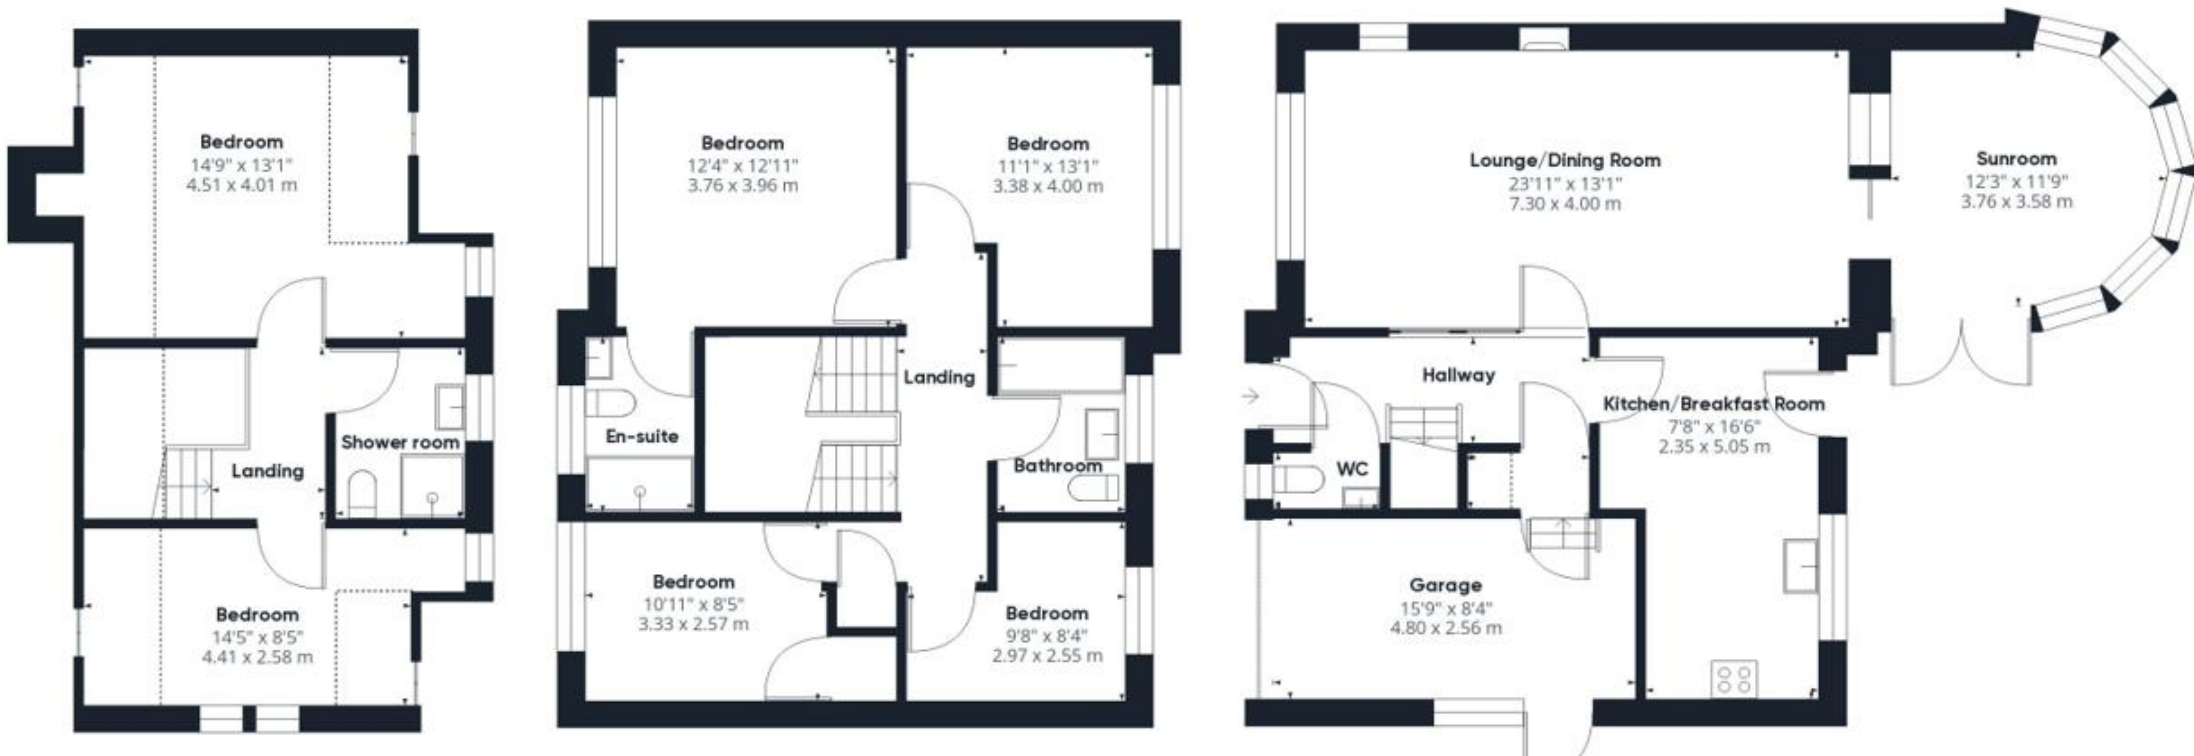 Bedroom
14'9" x 13'1"
4.51 x 4.01 m
Shower room
Landing
Bedroom
14'5" x 8'5"
4.41 x 2.58 m
Bedroom
12'4" x 12'11"
3.76 x 3.96 m
Bedroom
11'1" x 13'1"
3.38 x 4.00 m
Landing
En-suite
Bathroom
Bedroom
10'11" x 8'5"
3.33 x 2.57 m
Bedroom
9'8" x 8'4"
2.97 x 2.55 m
Lounge/Dining Room
23'11" x 13'1"
7.30 x 4.00 m
Sunroom
12'3" x 11'9"
3.76 x 3.58 m
Hallway
Kitchen/Breakfast Room
7'8" x 16'6"
2.35 x 5.05 m
WC
Garage
15'9" x 8'4"
4.80 x 2.56 m